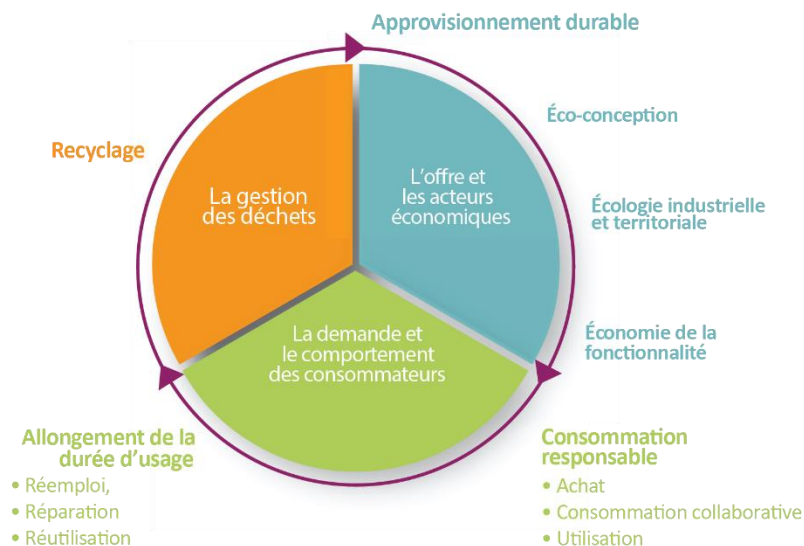 Approvisionnement durable
Éco-conception
Recyclage
La gestion
des déchets
L'offre et
les acteurs
économiques
Écologie industrielle
et territoriale
Économie de la
fonctionnalité
La demande et
le comportement
des consommateurs
Allongement de la
durée d'usage
• Réemploi,
• Réparation
• Réutilisation
Consommation
responsable
• Achat
• Consommation collaborative
• Utilisation